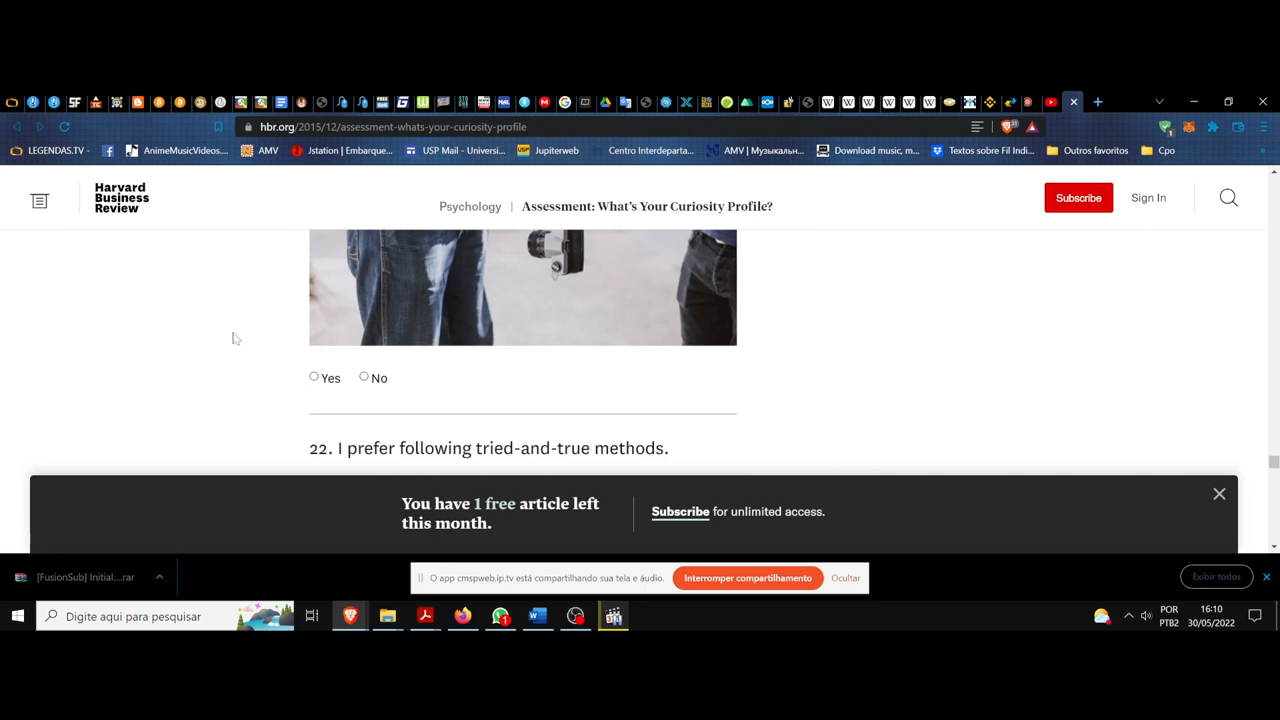 hbr.org/2015/12/assessment-whats-your-curiosity-profile
LEGENDAS.TV -
AnimeMusicVideos...
AMV
Jstation | Embarque...
USP Mail - Universi...
Jupiterweb
Centro Interdeparta...
AMV | Музыкальн...
Download music, m...
Textos sobre Fil Indi...
Outros favoritos
Cpo
Harvard
Business
Review
Psychology | Assessment: What's Your Curiosity Profile?
Subscribe
Sign In
Yes No
22. I prefer following tried-and-true methods.
You have 1 free article left
this month.
Subscribe for unlimited access.
[FusionSub] Initial....rar
O app cmspweb.ip.tv está compartilhando sua tela e áudio.
Interromper compartilhamento
Ocultar
Exibir todos
Digite aqui para pesquisar
POR
PTB2
16:10
30/05/2022